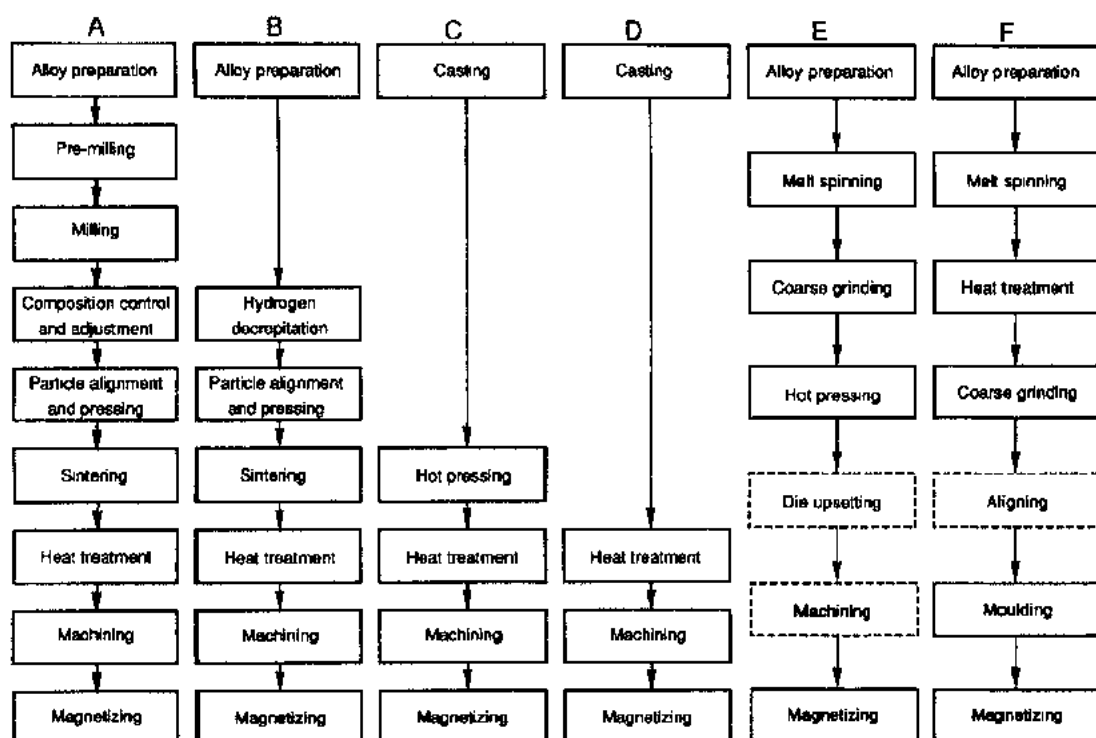 A
Alloy preparation
Pre-milling
Milling
Composition control
and adjustment
Particle alignment
and pressing
Sintering
Heat treatment
Machining
Magnetizing
B
Alloy preparation
Hydrogen
decrepitation
Particle alignment
and pressing
Sintering
Heat treatment
Machining
Magnetizing
C
Casting
Hot pressing
Heat treatment
Machining
Magnetizing
D
Casting
Heat treatment
Machining
Magnetizing
E
Alloy preparation
Melt spinning
Coarse grinding
Hot pressing
Die upsetting
Machining
Magnetizing
F
Alloy preparation
Melt spinning
Heat treatment
Coarse grinding
Aligning
Moulding
Magnetizing